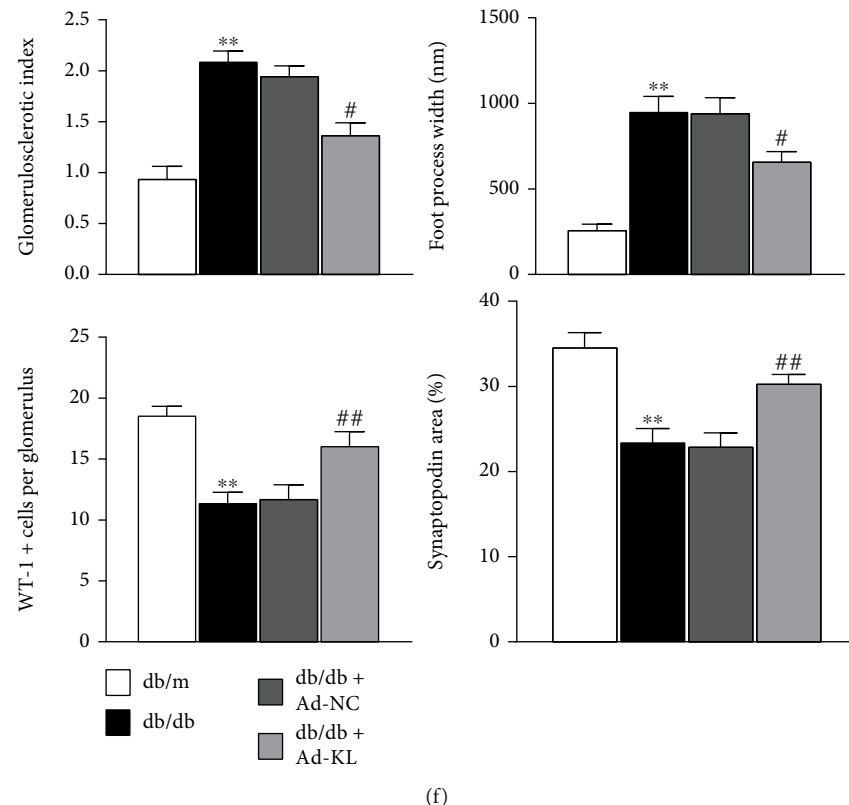 Glomerulosclerotic index
2.5
2.0
1.5
1.0
0.5
0.0
**
#
Foot process width (nm)
1500
1000
500
0
**
#
WT-1 + cells per glomerulus
25
20
15
10
5
0
**
##
Synaptopodin area (%)
40
30
22
10
0
**
##
db/m
db/db
db/db +
Ad-NC
db/db +
Ad-KL
(f)